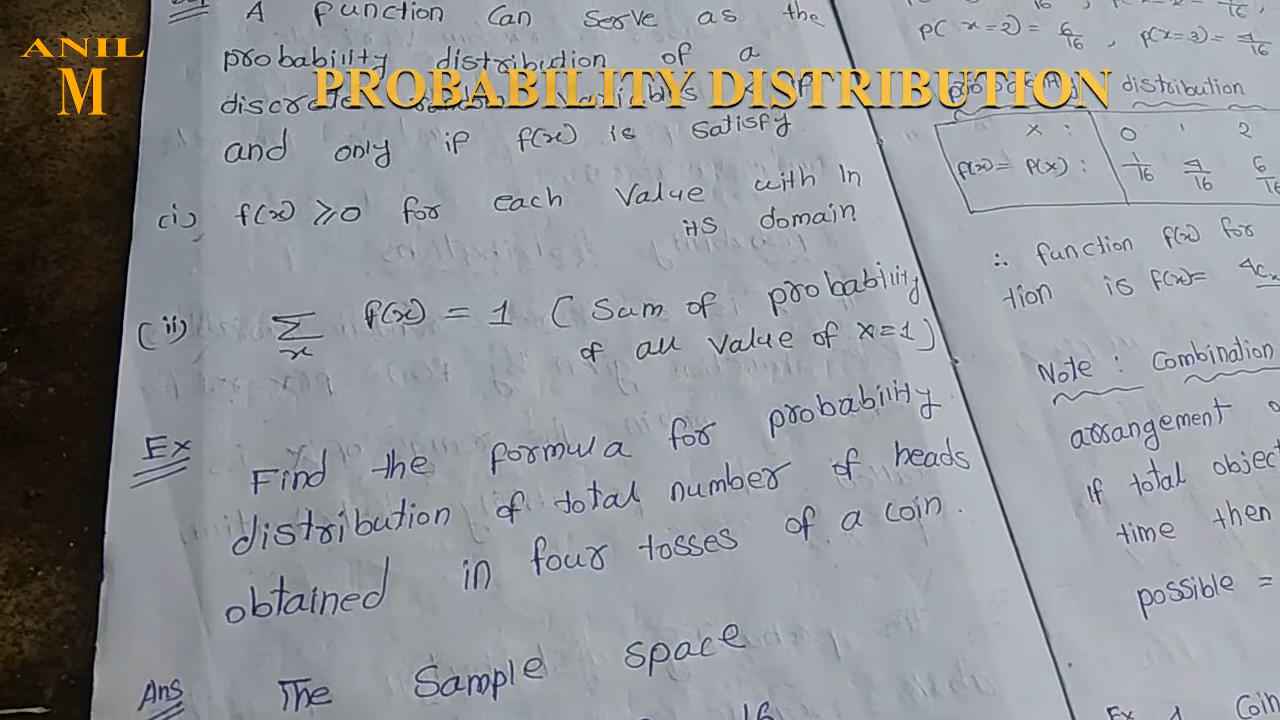 A function can serve as the
ANIL
M
probability distribution of a
PROBABILITY DISTRIBUTION
and only if f(x) is satisfy
(i) f(x) ≥ 0 for each value with in
its domain
(ii) Σ f(x) = 1 (Sum of probability
x
of all value of x=1)
Ex
Find the formula for probability
distribution of total number of heads
obtained in four tosses of a coin.
Ans The Sample space
16
P(x=2) = 6/16, P(x=3) = 4/16
distribution
x : 0 1 2
f(x) = P(x) : 1/16 4/16 6/16
∴ function f(x) for
tion is f(x) = 4Cx
Note : Combination
arrangement
If total object
time then
possible =
Ex 1 Coin